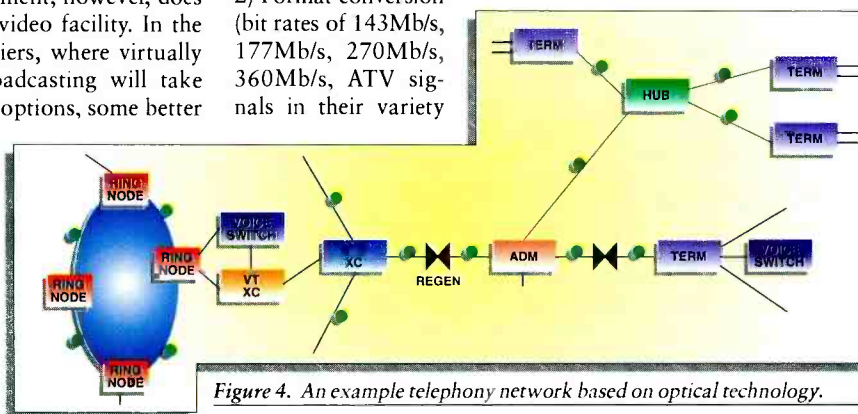 ment, however, does
video facility. In the
iers, where virtually
oadcasting will take
options, some better
2) Format conversion
(bit rates of 143Mb/s,
177Mb/s, 270Mb/s,
360Mb/s, ATV sig-
nals in their variety
TERM
HUB
TERM
TERM
RING
NODE
VOICE
SWITCH
RING
NODE
RING
NODE
VT
XC
XC
REGEN
ADM
TERM
VOICE
SWITCH
RING
NODE
Figure 4. An example telephony network based on optical technology.